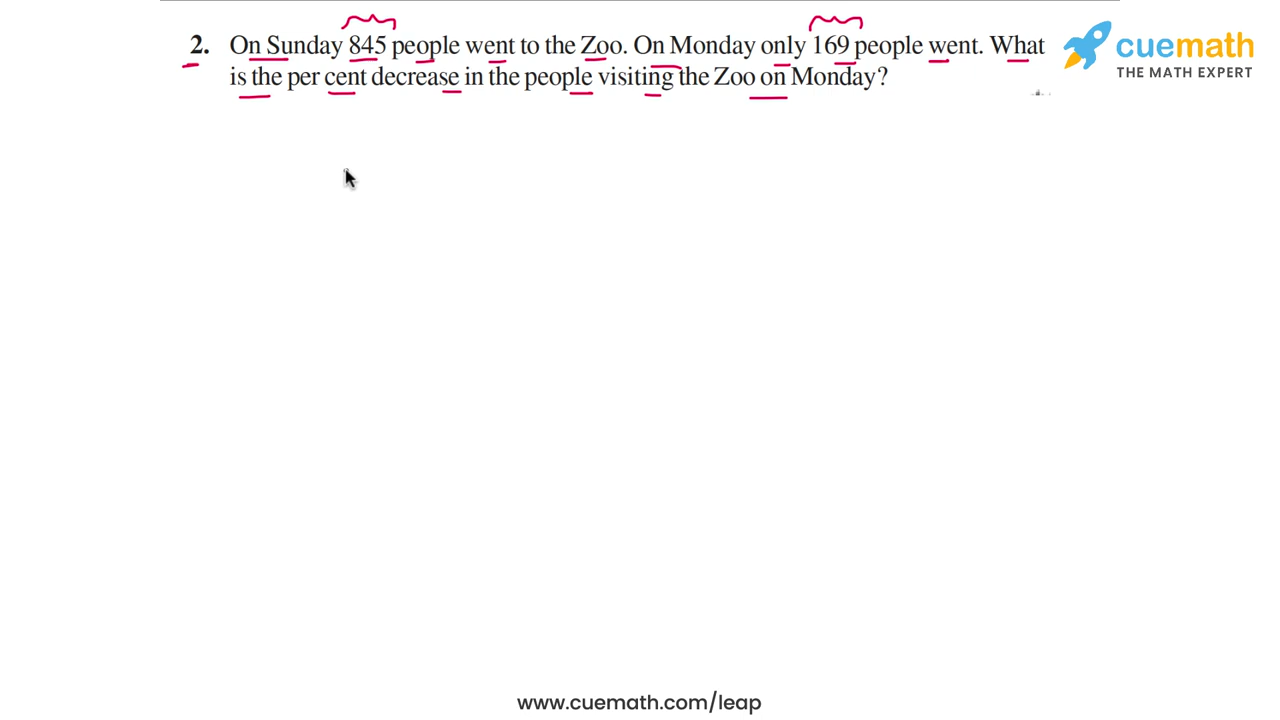 2. On Sunday 845 people went to the Zoo. On Monday only 169 people went. What
is the per cent decrease in the people visiting the Zoo on Monday?
cuemath
THE MATH EXPERT
www.cuemath.com/leap